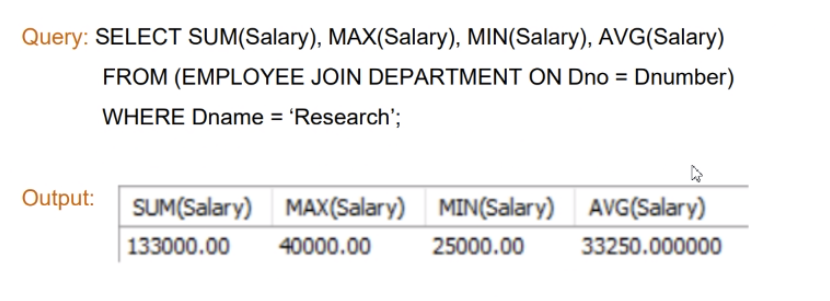 Query: SELECT SUM(Salary), MAX(Salary), MIN(Salary), AVG(Salary)
FROM (EMPLOYEE JOIN DEPARTMENT ON Dno = Dnumber)
WHERE Dname = ‘Research’;
Output:
SUM(Salary) MAX(Salary) MIN(Salary) AVG(Salary)
133000.00 40000.00 25000.00 33250.000000